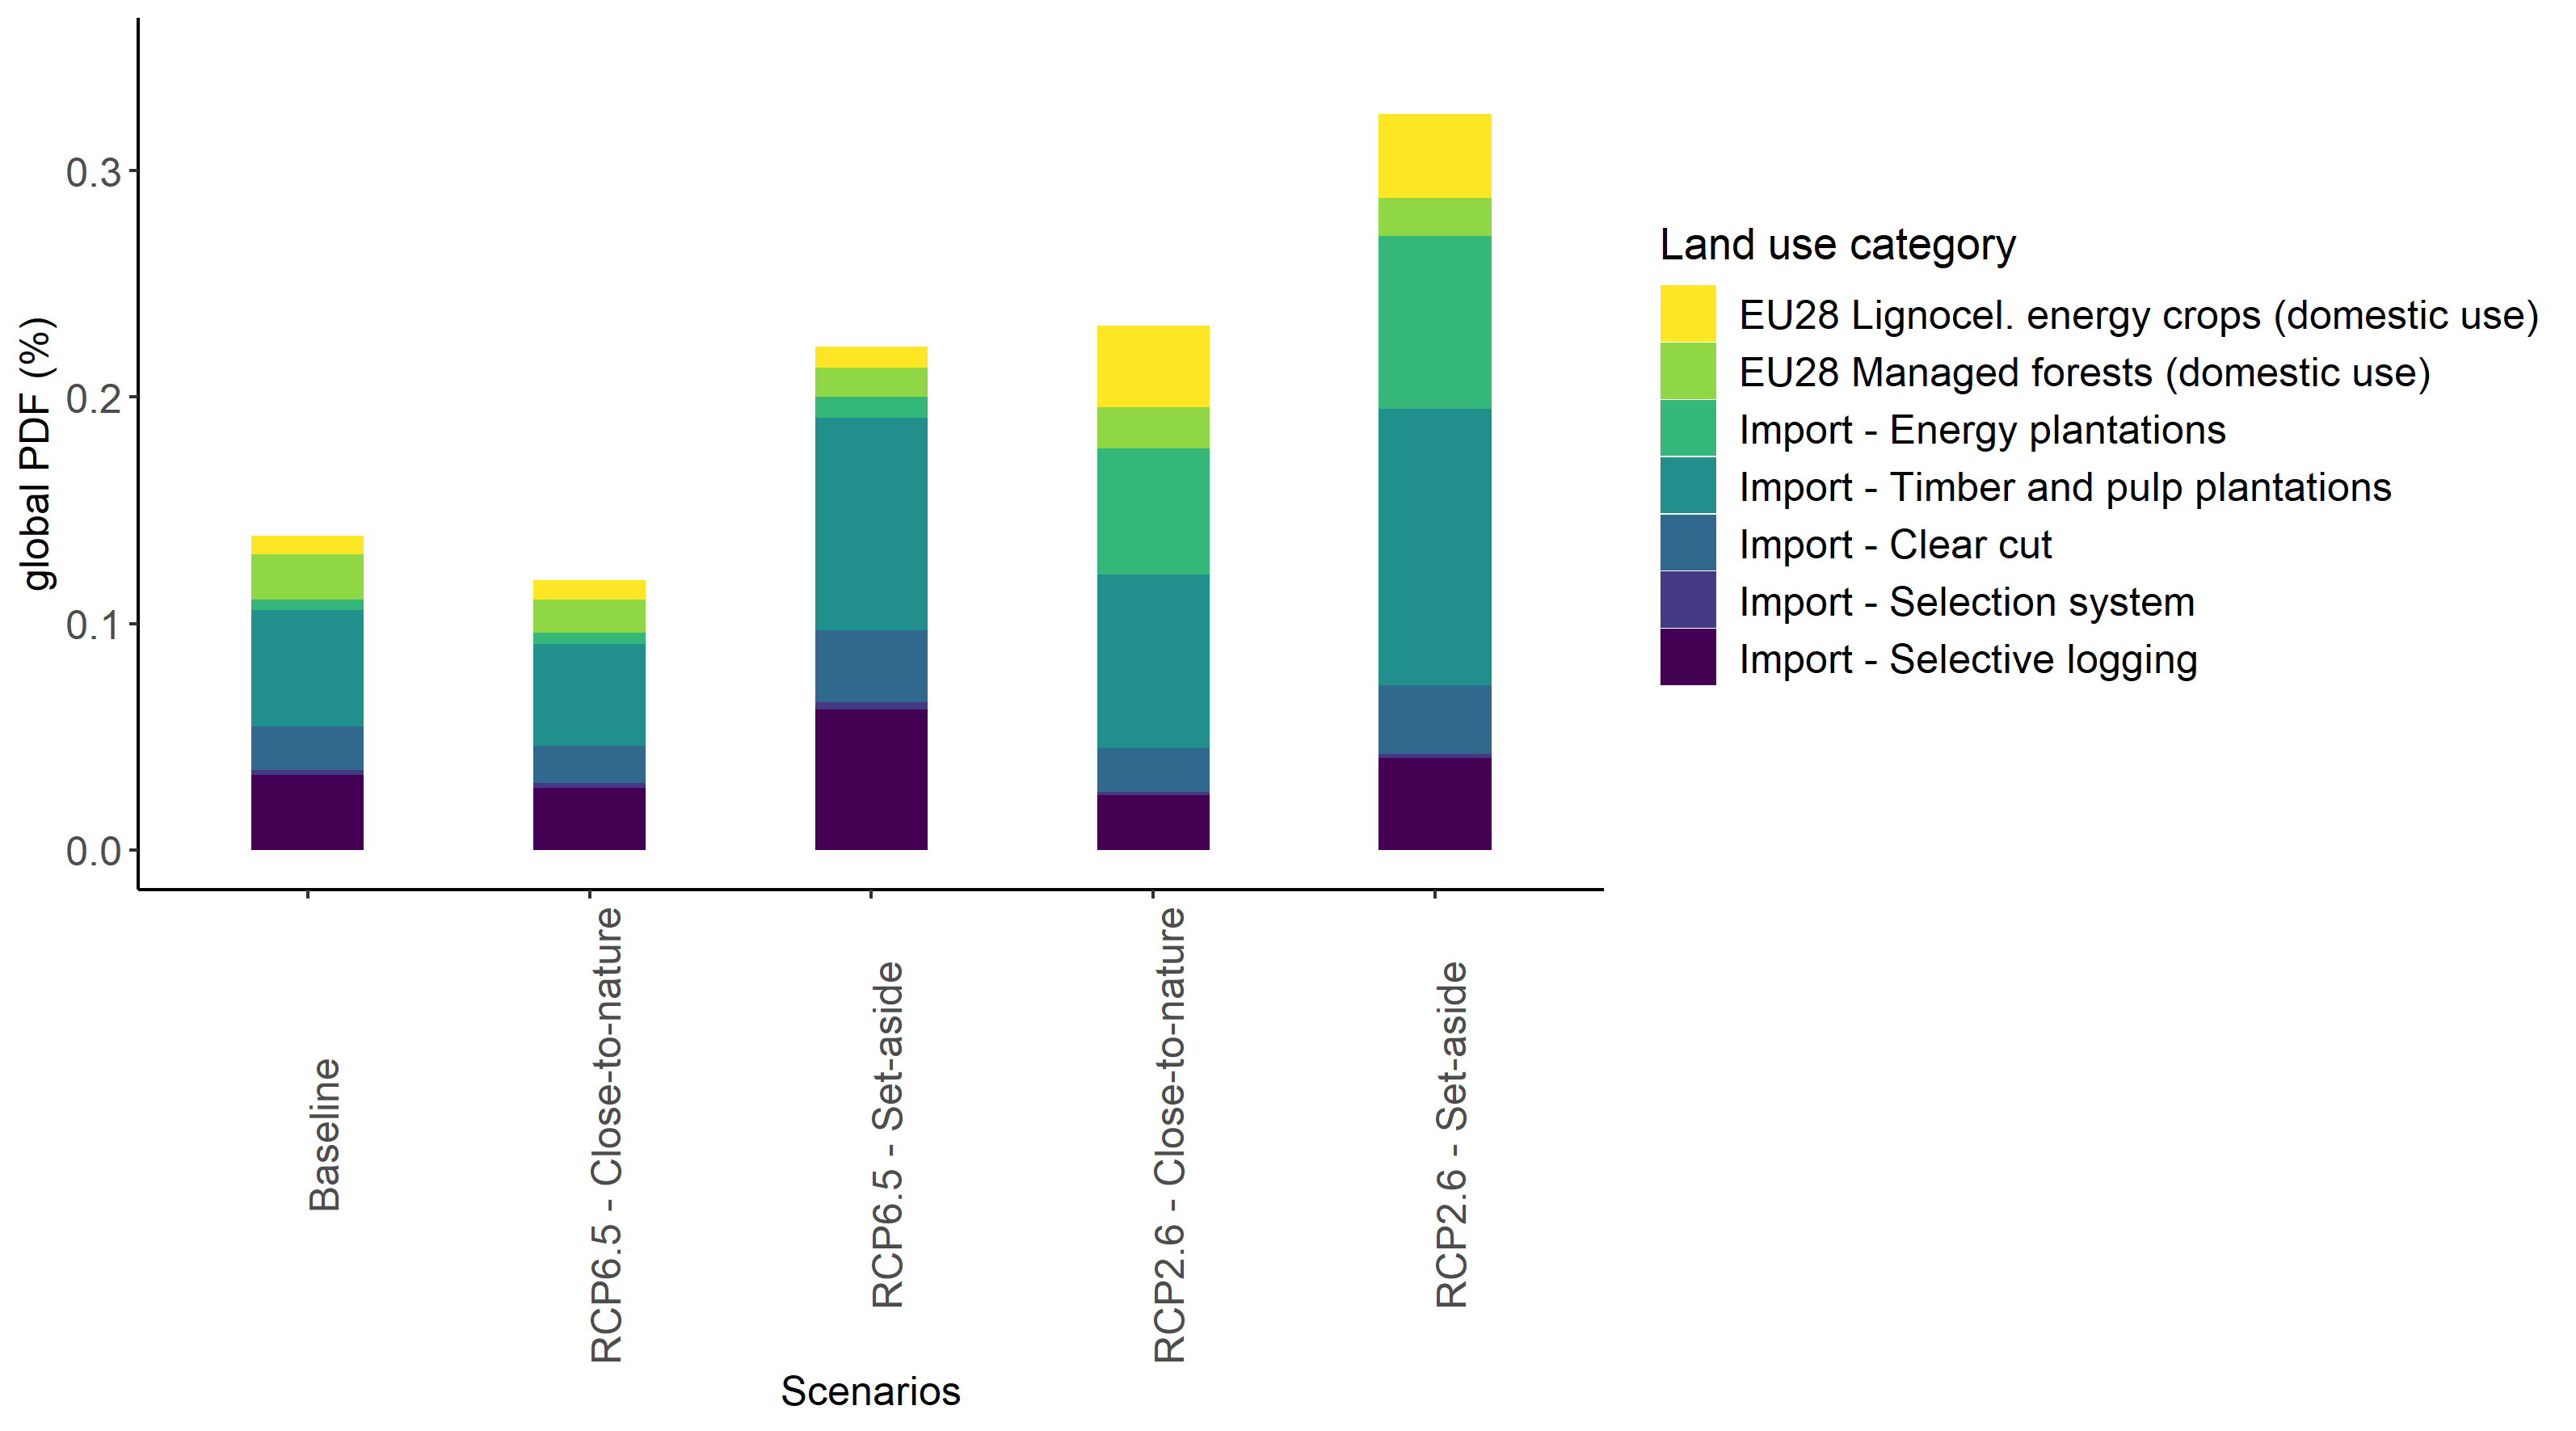 global PDF (%)
0.3
0.2
0.1
0.0
Baseline
RCP6.5 - Close-to-nature
RCP6.5 - Set-aside
RCP2.6 - Close-to-nature
RCP2.6 - Set-aside
Scenarios
Land use category
EU28 Lignocel. energy crops (domestic use)
EU28 Managed forests (domestic use)
Import - Energy plantations
Import - Timber and pulp plantations
Import - Clear cut
Import - Selection system
Import - Selective logging